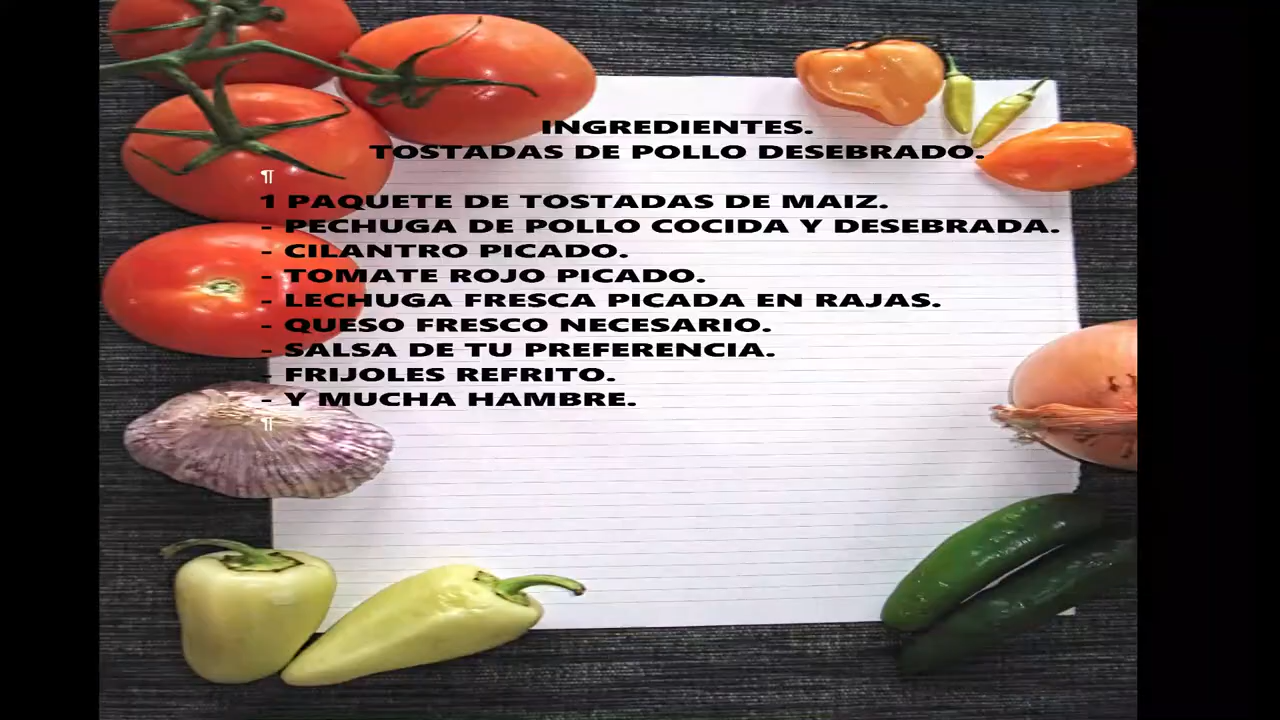 INGREDIENTES.
TOSTADAS DE POLLO DESEBRADO.
¶
1 PAQUETE DE TOSTADAS DE MAIZ.
- PECHUGA DE POLLO COCIDA Y DESEBRADA.
- CILANTRO PICADO.
- TOMATE ROJO PICADO.
- LECHUGA FRESCA PICADA EN RAJAS.
- QUESO FRESCO NECESARIO.
- SALSA DE TU PREFERENCIA.
- FRIJOLES REFRITO.
- Y MUCHA HAMBRE.
¶